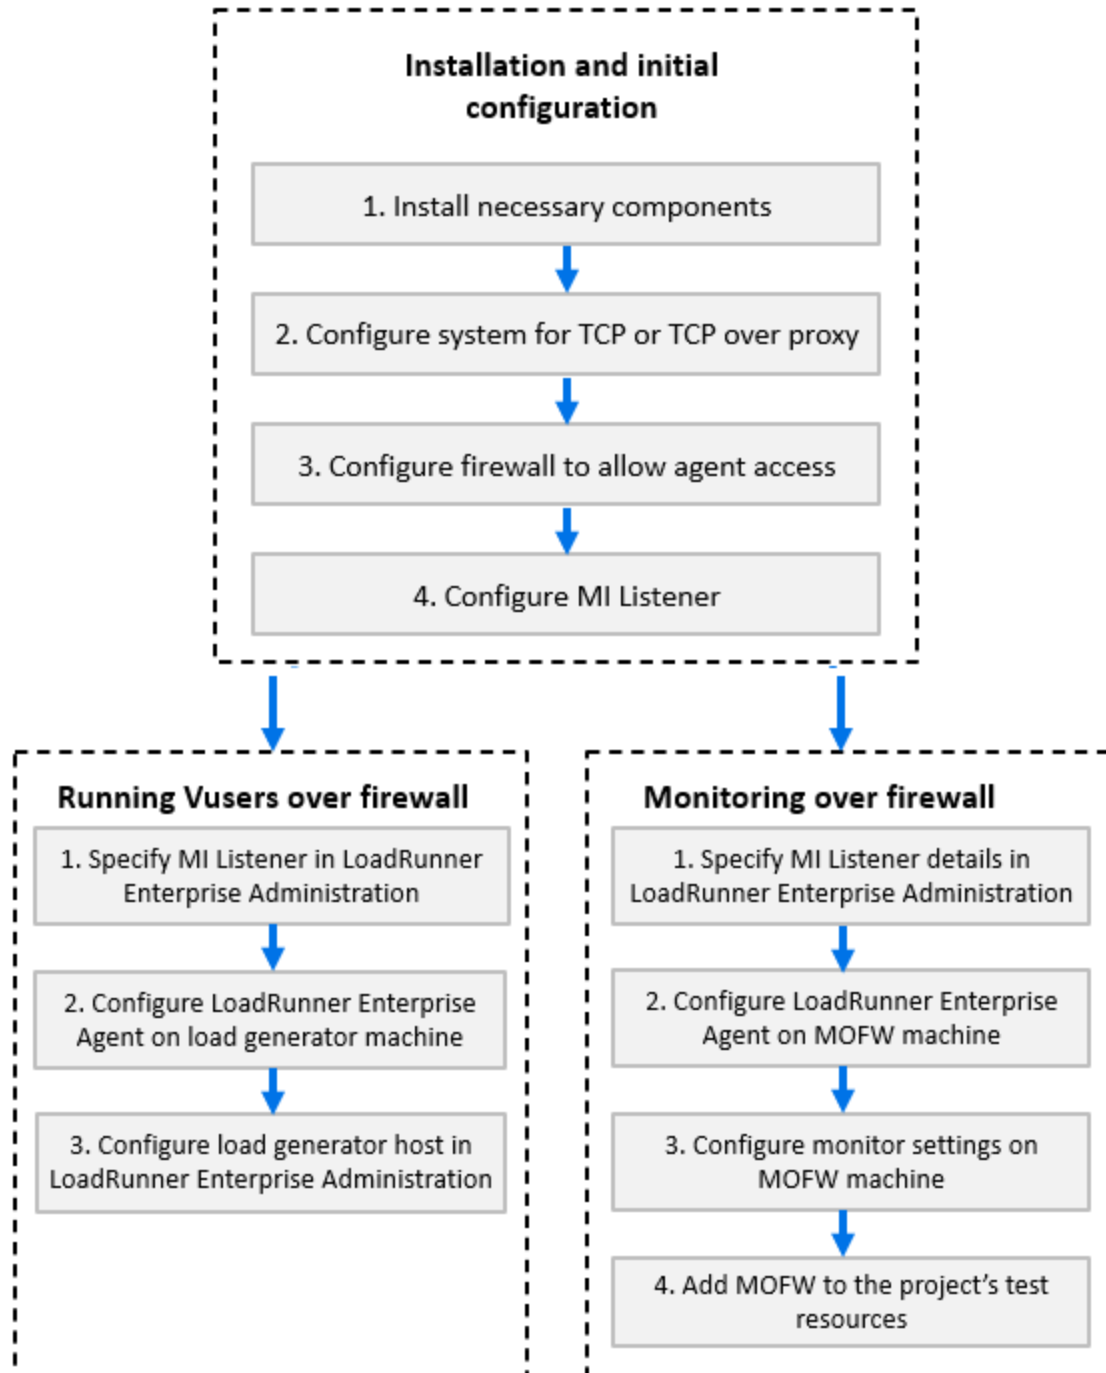 Installation and initial
configuration
1. Install necessary components
2. Configure system for TCP or TCP over proxy
3. Configure firewall to allow agent access
4. Configure MI Listener
Running Vusers over firewall
1. Specify MI Listener in LoadRunner
Enterprise Administration
2. Configure LoadRunner Enterprise
Agent on load generator machine
3. Configure load generator host in
LoadRunner Enterprise Administration
Monitoring over firewall
1. Specify MI Listener details in
LoadRunner Enterprise Administration
2. Configure LoadRunner Enterprise
Agent on MOFW machine
3. Configure monitor settings on
MOFW machine
4. Add MOFW to the project’s test
resources